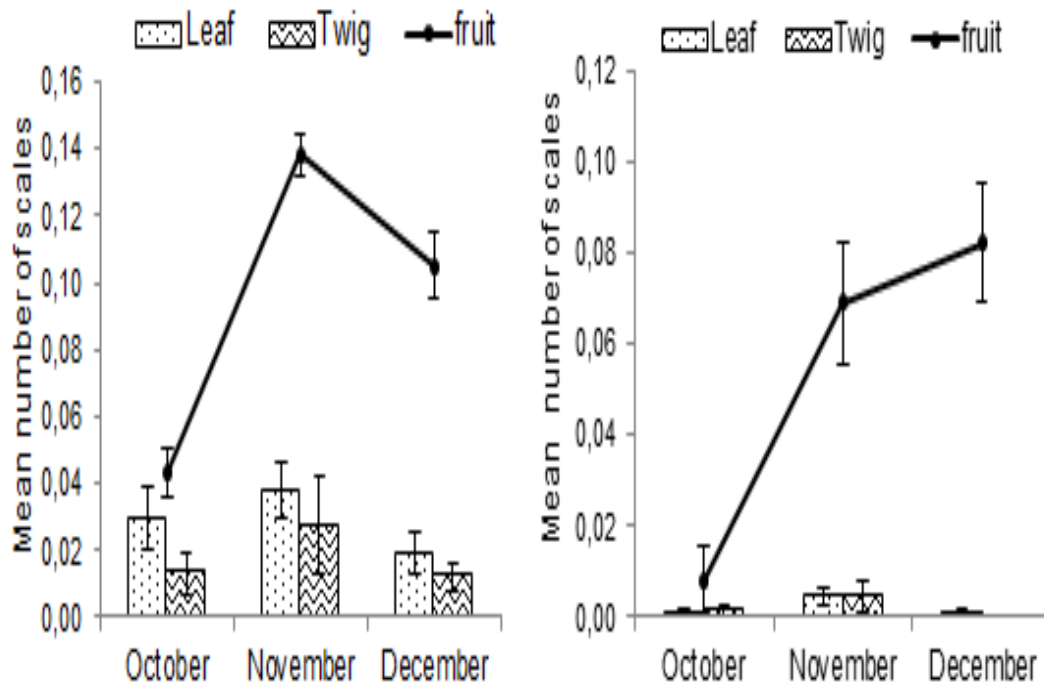 Leaf Twig fruit
Mean number of scales
0,16
0,14
0,12
0,10
0,08
0,06
0,04
0,02
0,00
October November December
Leaf Twig fruit
Mean number of scales
0,12
0,10
0,08
0,06
0,04
0,02
0,00
October November December